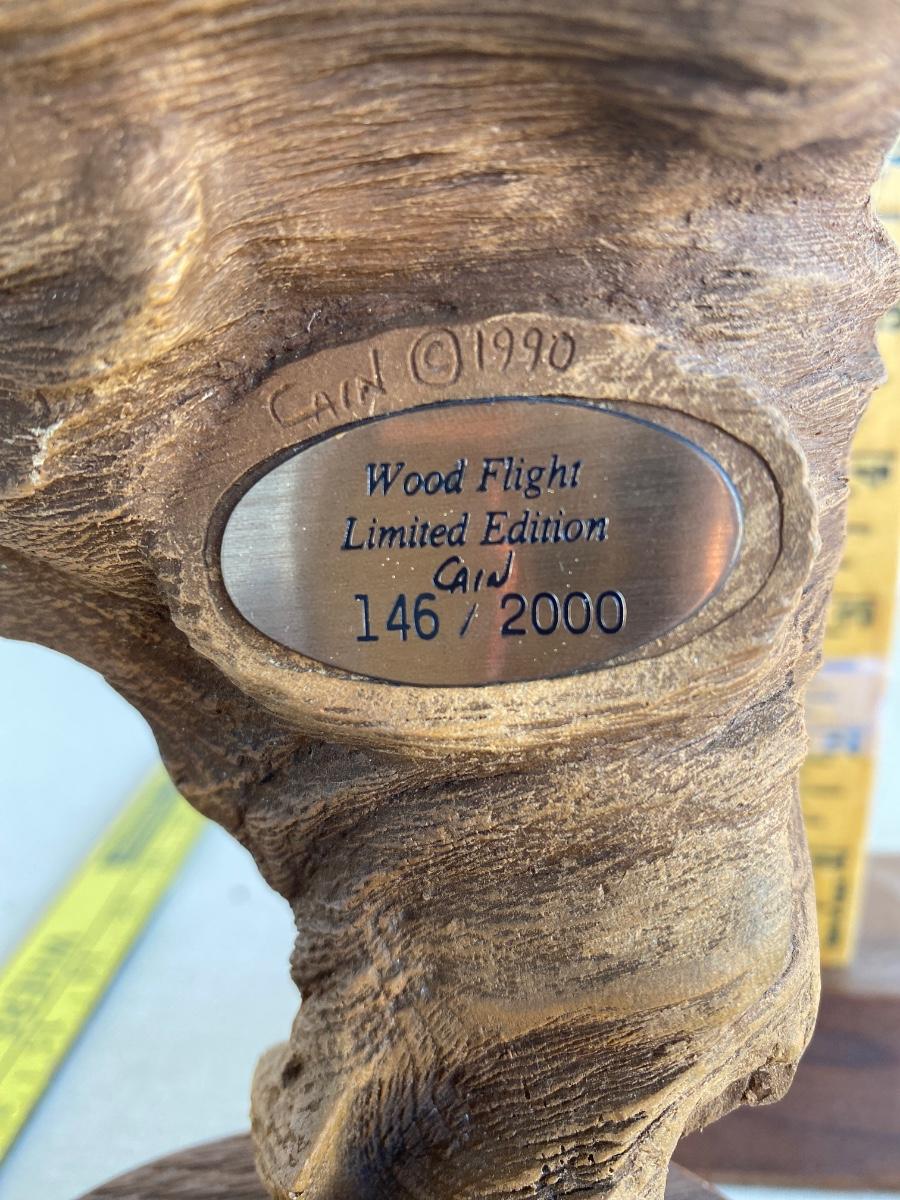 CAIN ©1990
Wood Flight
Limited Edition
CAIN
146 / 2000